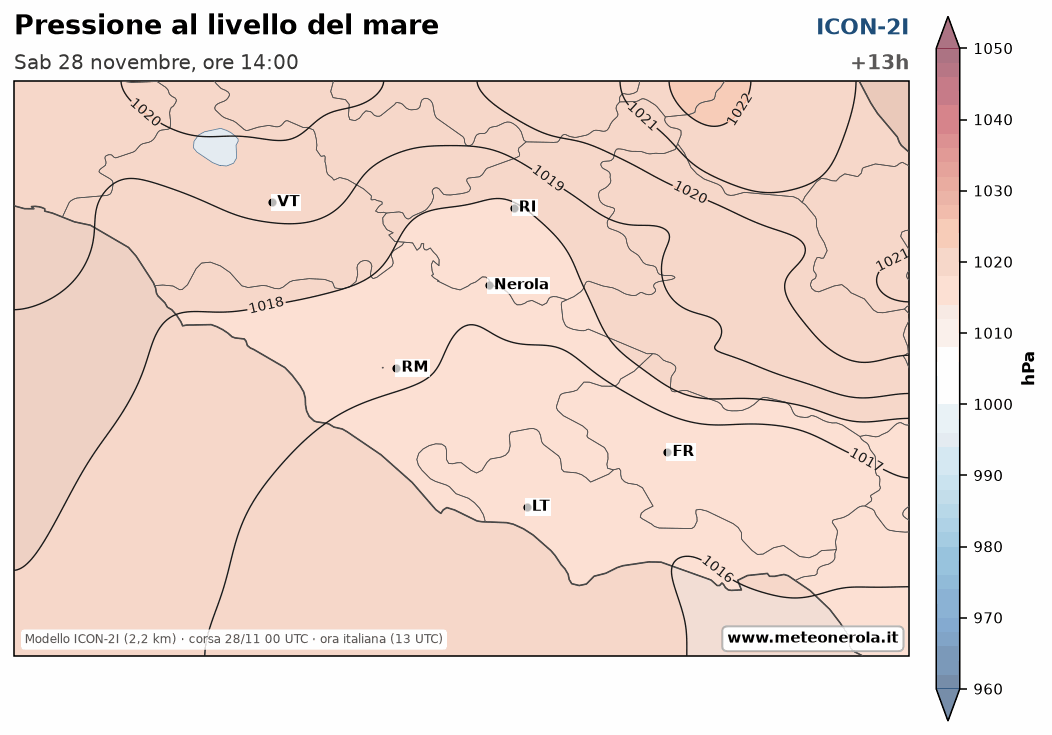 Pressione al livello del mare
ICON-2I
Sab 28 novembre, ore 14:00
+13h
1020
1021
1022
1019
1020
VT
RI
1021
Nerola
1018
RM
FR
1017
LT
1016
Modello ICON-2I (2,2 km) · corsa 28/11 00 UTC · ora italiana (13 UTC)
www.meteonerola.it
1050
1040
1030
1020
1010
1000
990
980
970
960
hPa